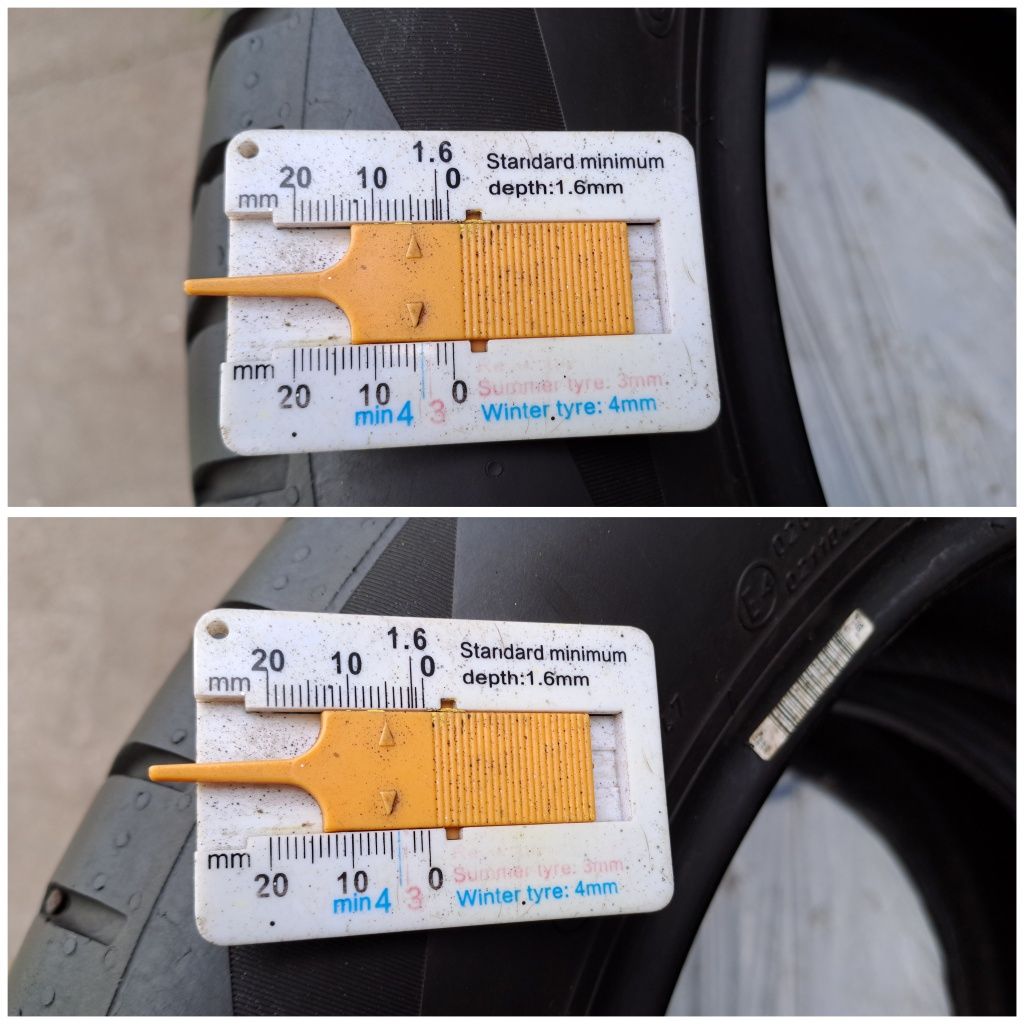 1.6
20 10 0
mm
Standard minimum
depth:1.6mm
mm
20 10 0
min 4 3
Summer tyre: 3mm
Winter tyre: 4mm
1.6
20 10 0
mm
Standard minimum
depth:1.6mm
mm
20 10 0
min 4 3
Summer tyre: 3mm
Winter tyre: 4mm
E4